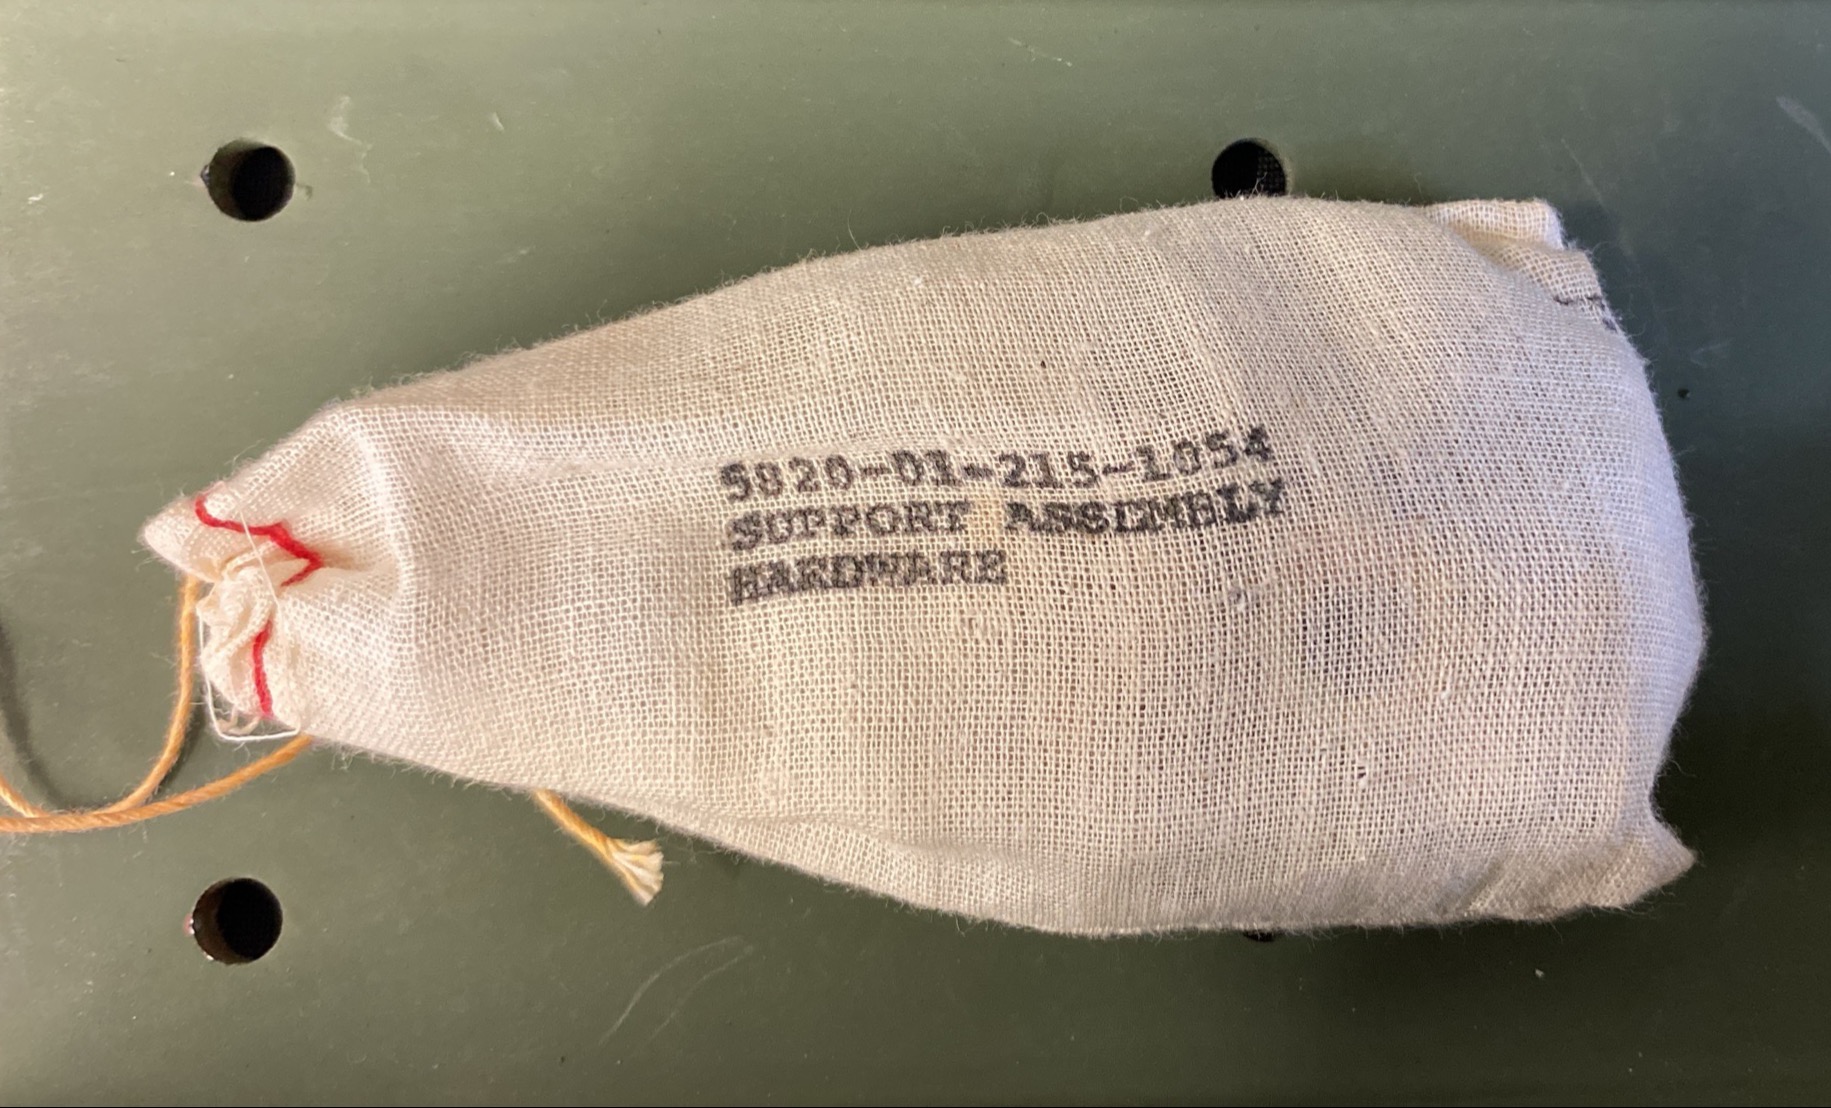 5820-01-215-1054
SUPPORT ASSEMBLY
HARDWARE